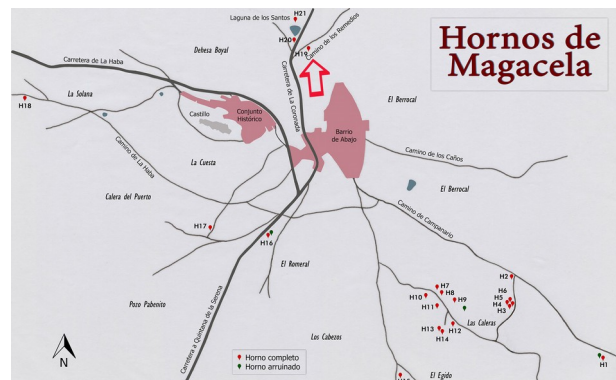 Hornos de
Magacela
H21
Laguna de los Santos
H20
H19
Camino de los Remedios
Dehesa Boyal
Carretera de La Haba
Carretera de La Coronada
La Solana
H18
Castillo
Conjunto
Histórico
Barrio
de Abajo
El Berrocal
Camino de La Haba
La Cuesta
Camino de los Caños
Calera del Puerto
El Berrocal
Camino de Campanario
H17
H16
El Romeral
H2
H7
H8
H6
H10
H9
H5
H4
H3
H11
Pozo Pabenito
Carretera a Quintana de la Serena
Las Caleras
H13
H12
H14
Los Cabezos
H1
Horno completo
Horno arruinado
N
El Egido